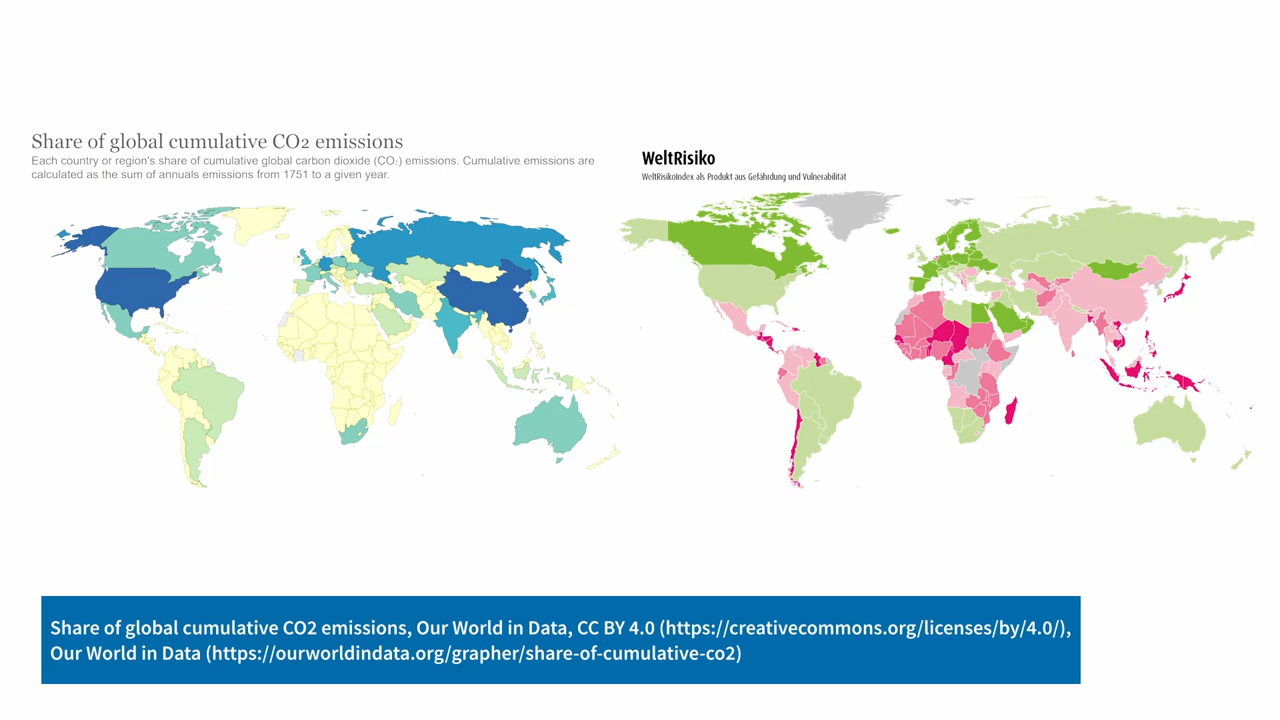 Share of global cumulative CO2 emissions
Each country or region's share of cumulative global carbon dioxide (CO₂) emissions. Cumulative emissions are
calculated as the sum of annuals emissions from 1751 to a given year.
WeltRisiko
WeltRisikoIndex als Produkt aus Gefährdung und Vulnerabilität
Share of global cumulative CO2 emissions, Our World in Data, CC BY 4.0 (https://creativecommons.org/licenses/by/4.0/),
Our World in Data (https://ourworldindata.org/grapher/share-of-cumulative-co2)